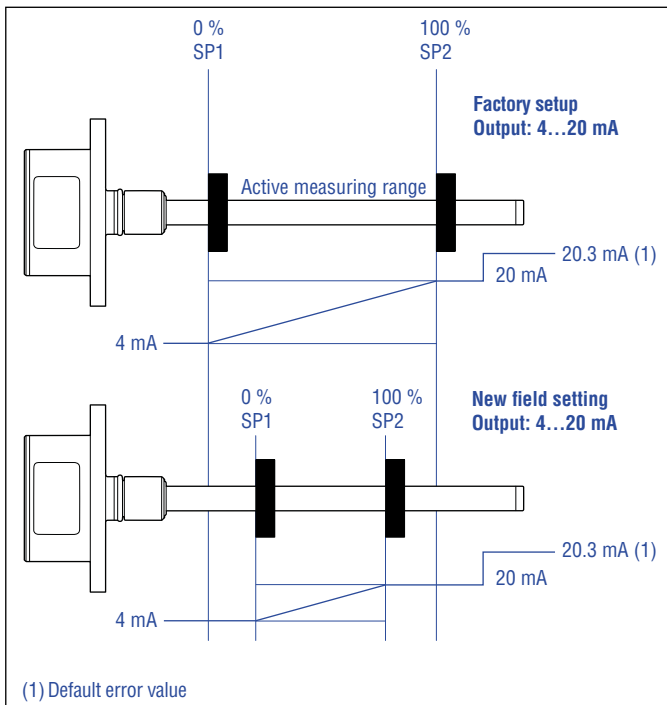 0 %
SP1
100 %
SP2
Factory setup
Output: 4...20 mA
Active measuring range
20.3 mA (1)
20 mA
4 mA
0 %
SP1
100 %
SP2
New field setting
Output: 4...20 mA
20.3 mA (1)
20 mA
4 mA
(1) Default error value